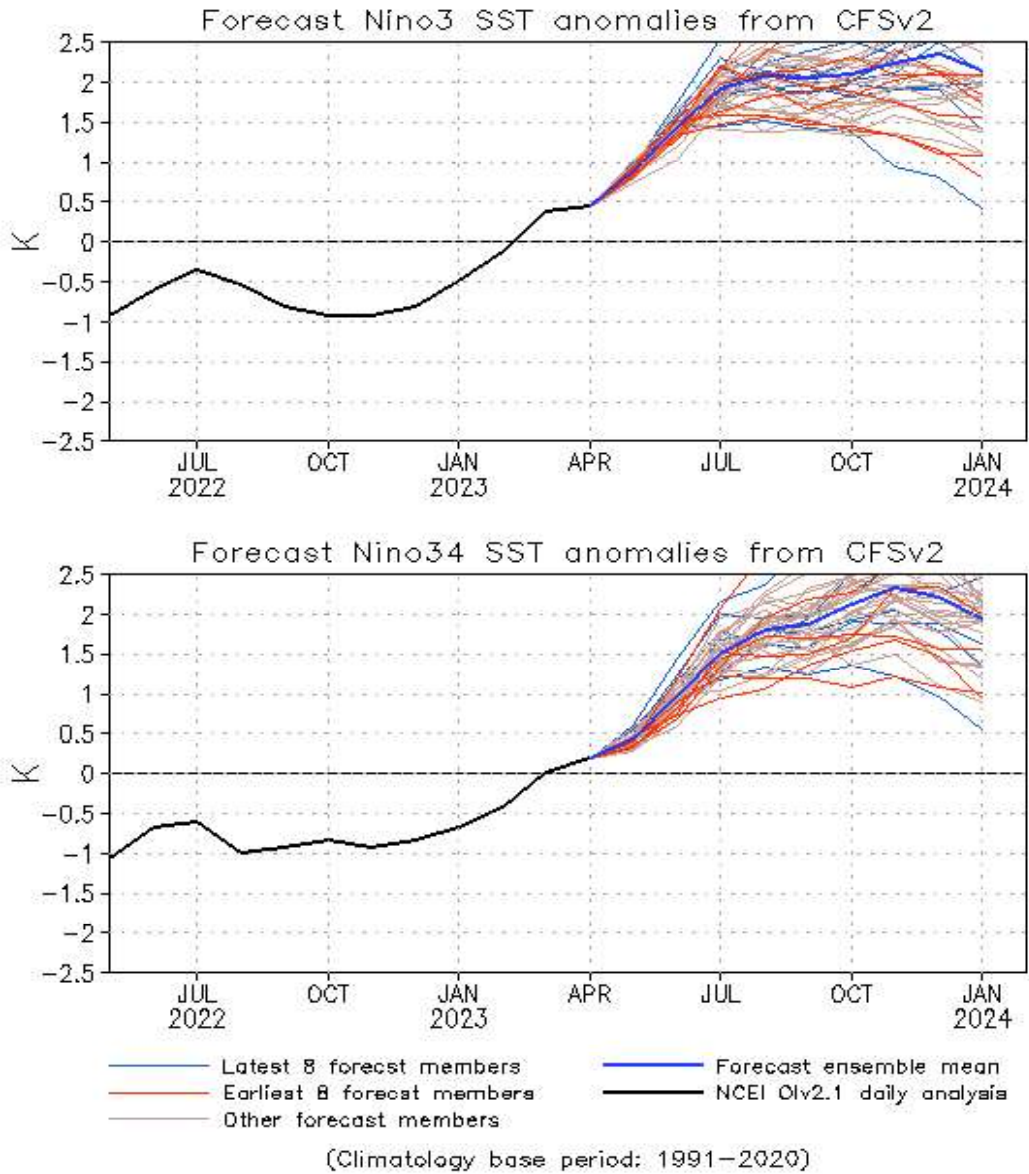 Forecast Nino3 SST anomalies from CFSv2
2.5
2
1.5
1
0.5
0
-0.5
-1
-1.5
-2
-2.5
K
JUL OCT JAN APR JUL OCT JAN
2022 2023 2024
Forecast Nino34 SST anomalies from CFSv2
2.5
2
1.5
1
0.5
0
-0.5
-1
-1.5
-2
-2.5
K
JUL OCT JAN APR JUL OCT JAN
2022 2023 2024
Latest 8 forecast members Forecast ensemble mean
Earliest 8 forecast members NCEI OIv2.1 daily analysis
Other forecast members
(Climatology base period: 1991-2020)